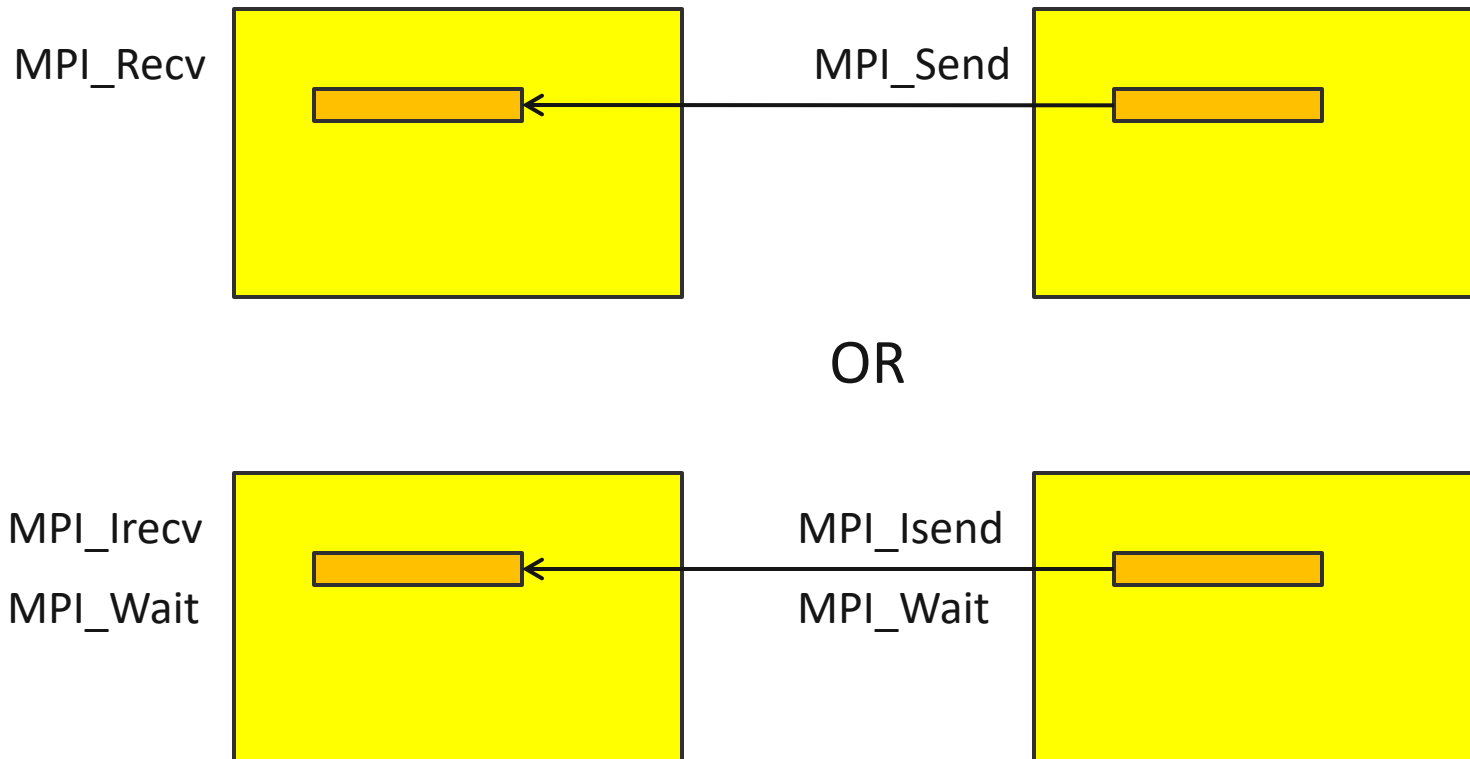 MPI_Recv
MPI_Send
OR
MPI_Irecv
MPI_Isend
MPI_Wait
MPI_Wait